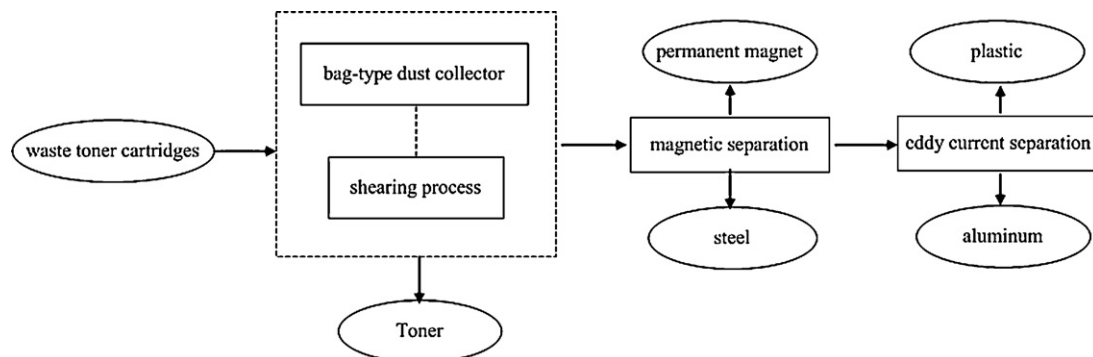 permanent magnet
plastic
bag-type dust collector
waste toner cartridges
magnetic separation
eddy current separation
shearing process
steel
aluminum
Toner